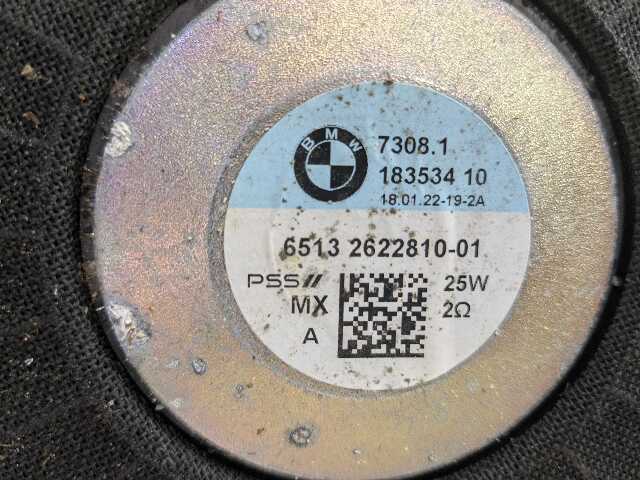 BMW
7308.1
183534 10
18.01.22-19-2A
6513 2622810-01
PSS//
25W
MX
2Ω
A